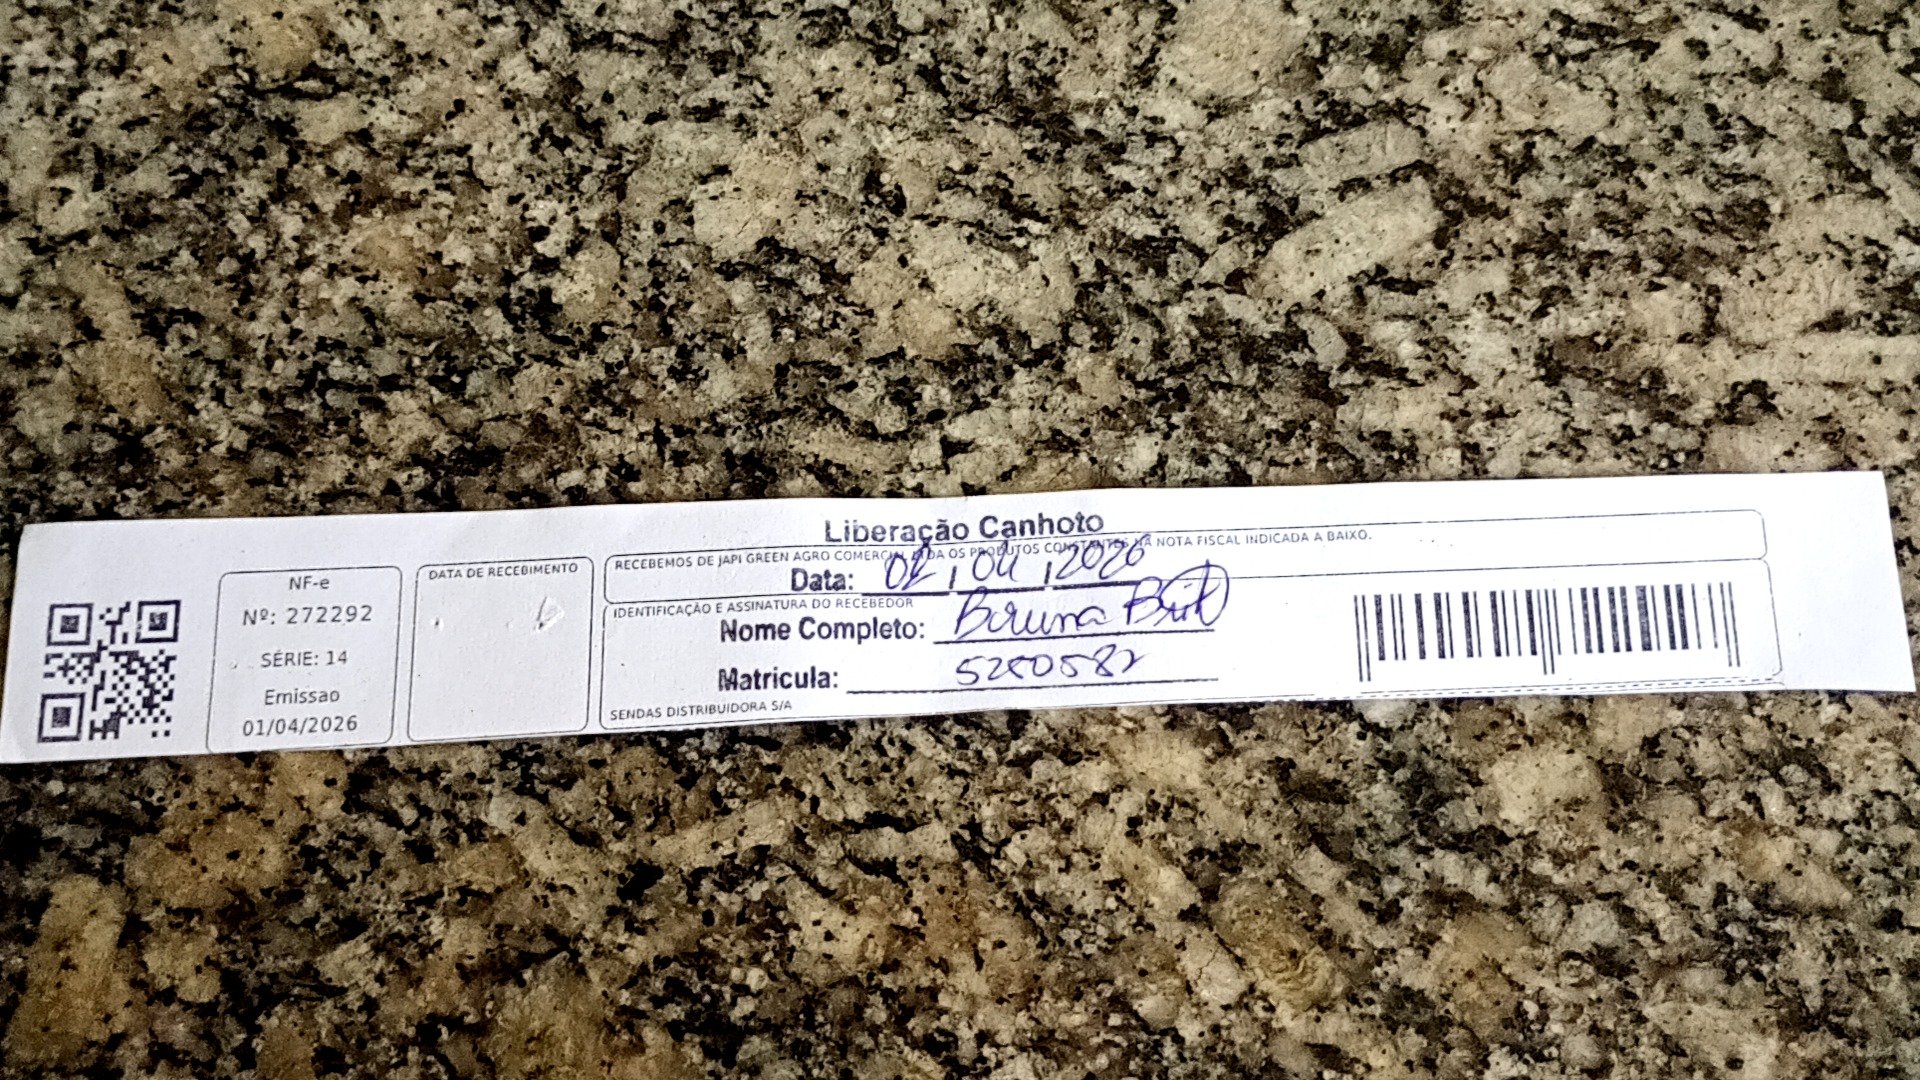 Liberação Canhoto
RECEBEMOS DE JAPI GREEN AGRO COMERCIAL LTDA OS PRODUTOS CONSTANTES NA NOTA FISCAL INDICADA A BAIXO.
NF-e
Nº: 272292
SÉRIE: 14
Emissao
01/04/2026
DATA DE RECEBIMENTO
Data: 02 / 04 / 2026
IDENTIFICAÇÃO E ASSINATURA DO RECEBEDOR
Nome Completo: Bruna
Matricula: 5280582
SENDAS DISTRIBUIDORA S/A